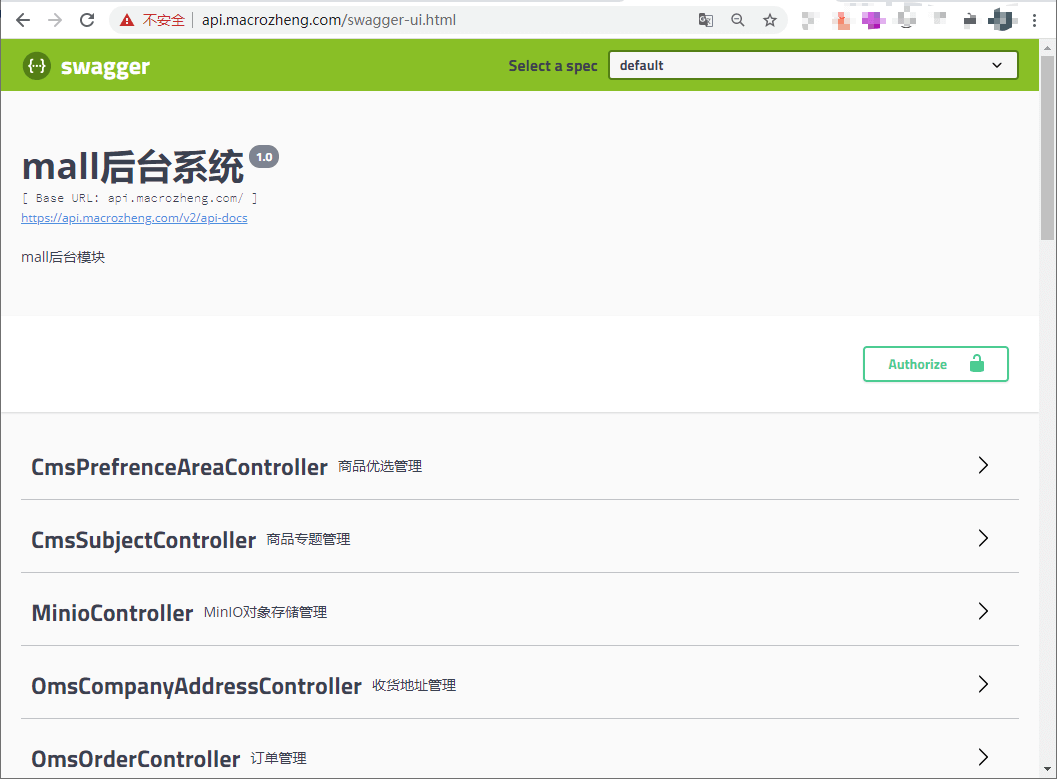 不安全 api.macrozheng.com/swagger-ui.html
{··} swagger Select a spec default
mall后台系统 1.0
[ Base URL: api.macrozheng.com/ ]
https://api.macrozheng.com/v2/api-docs
mall后台模块
Authorize
CmsPrefrenceAreaController 商品优选管理
CmsSubjectController 商品专题管理
MinioController MinIO对象存储管理
OmsCompanyAddressController 收货地址管理
OmsOrderController 订单管理